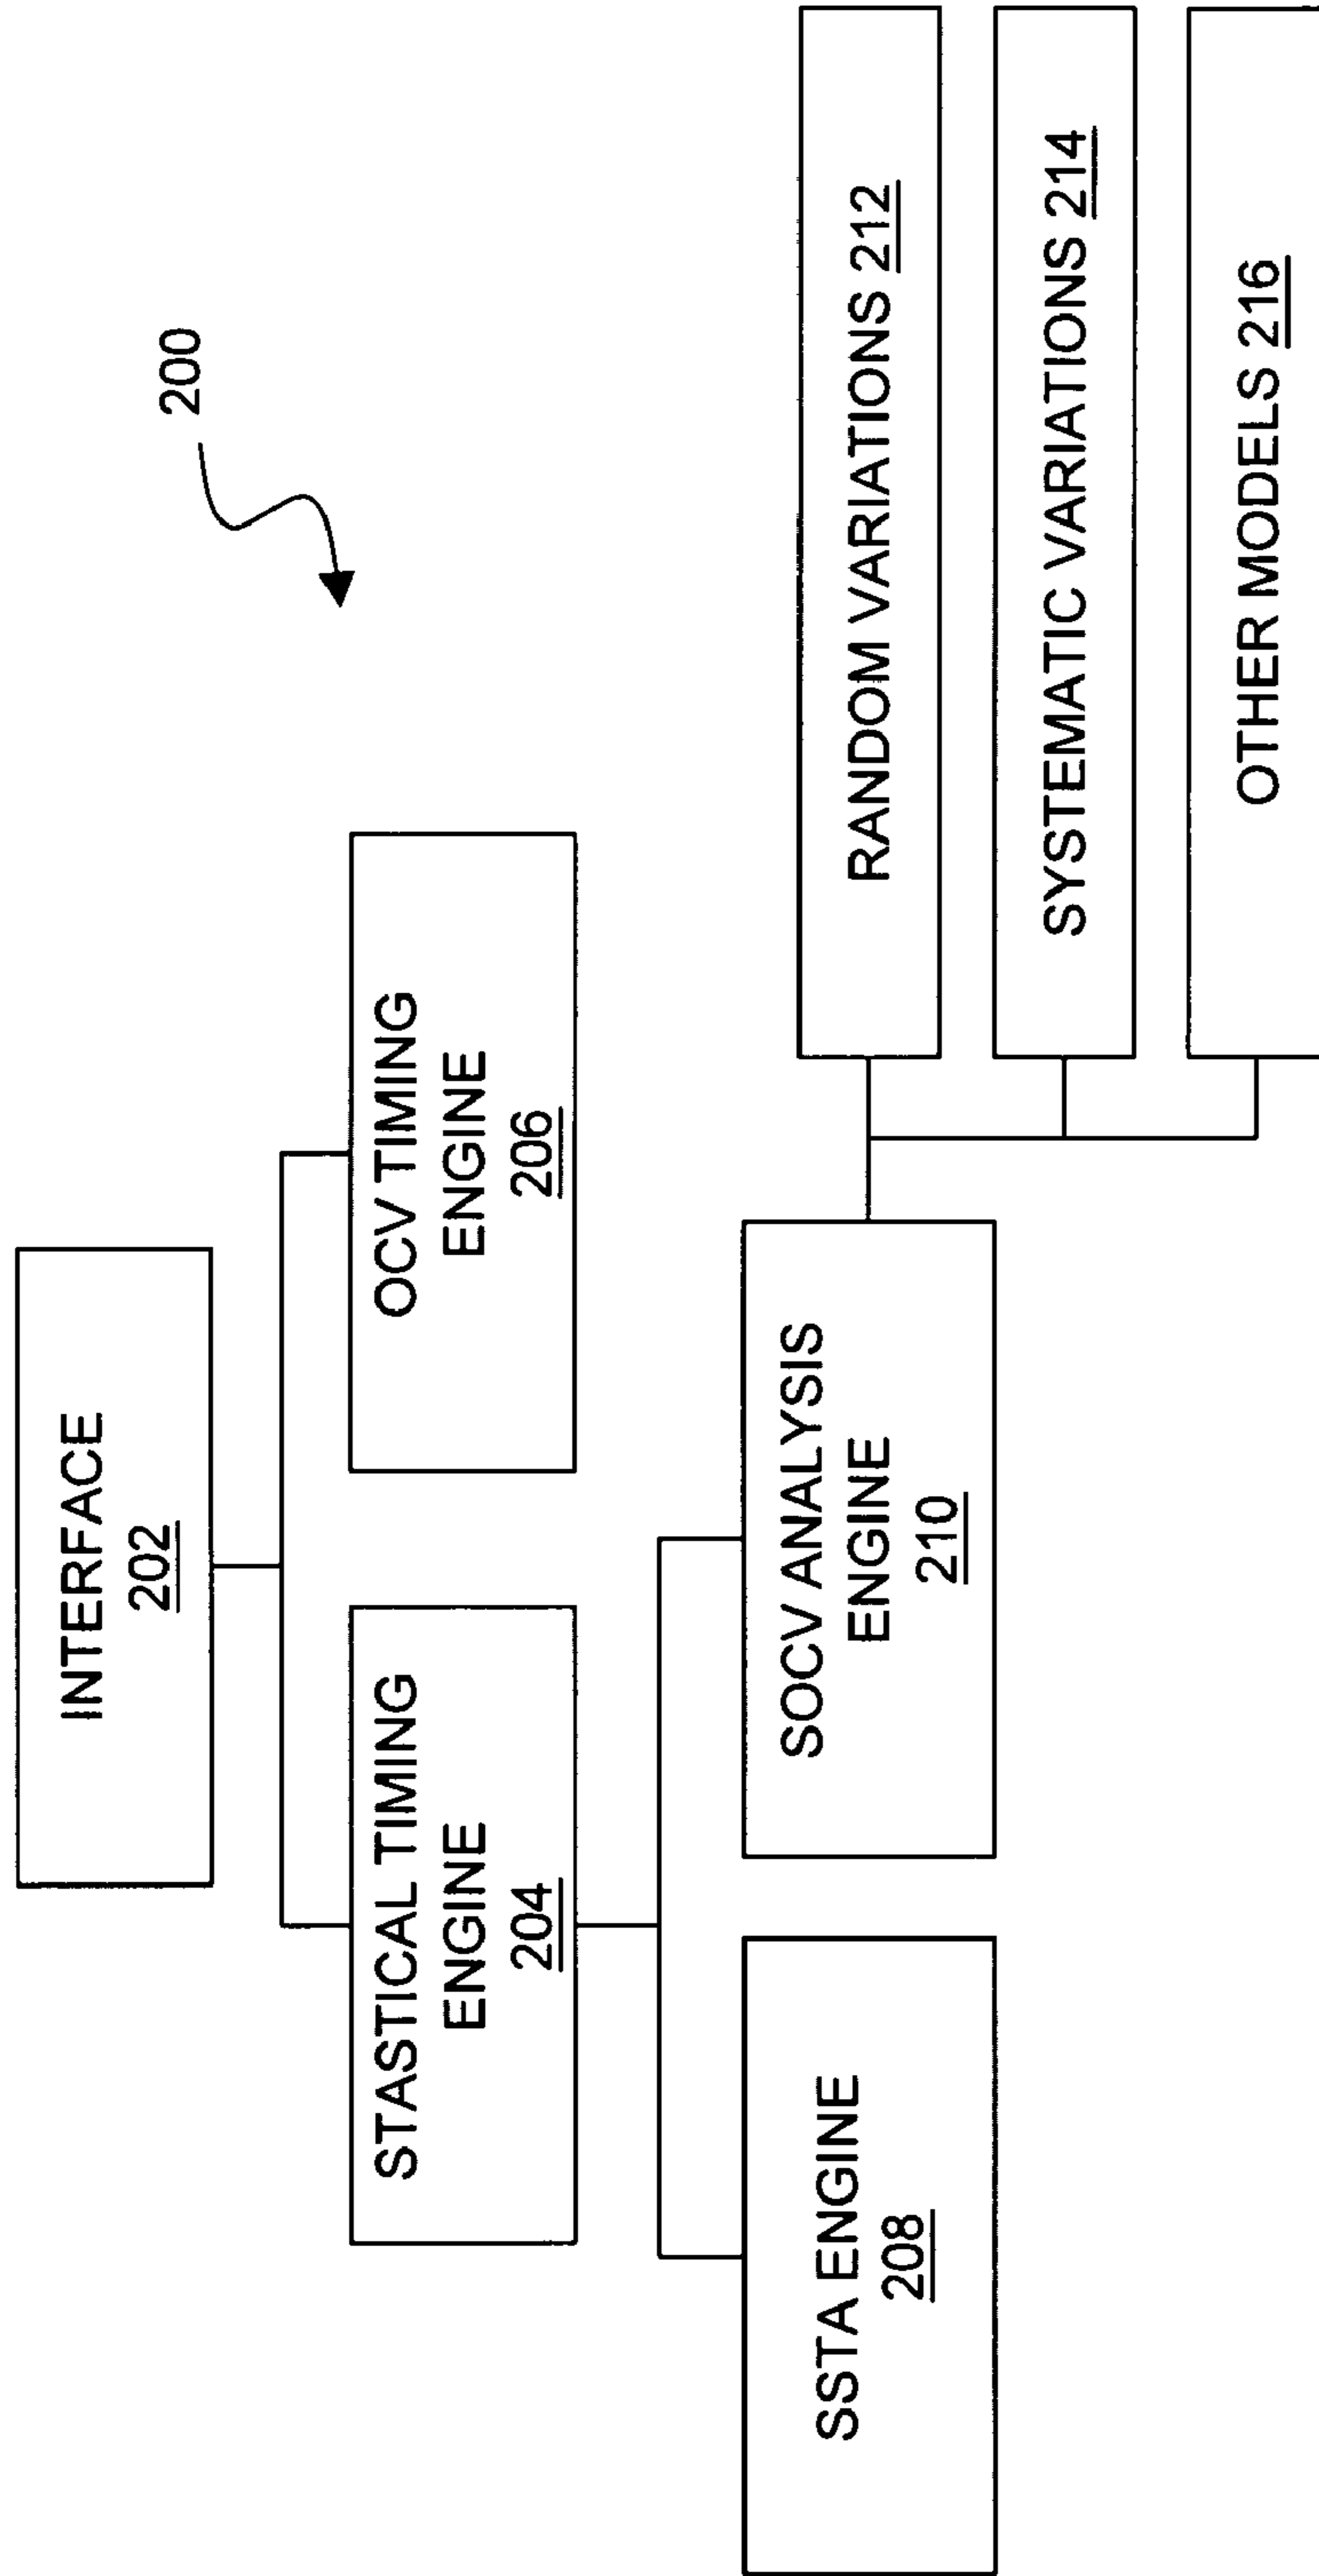 200
INTERFACE
202
STASTICAL TIMING
ENGINE
204
OCV TIMING
ENGINE
206
SSTA ENGINE
208
SOCV ANALYSIS
ENGINE
210
RANDOM VARIATIONS 212
SYSTEMATIC VARIATIONS 214
OTHER MODELS 216